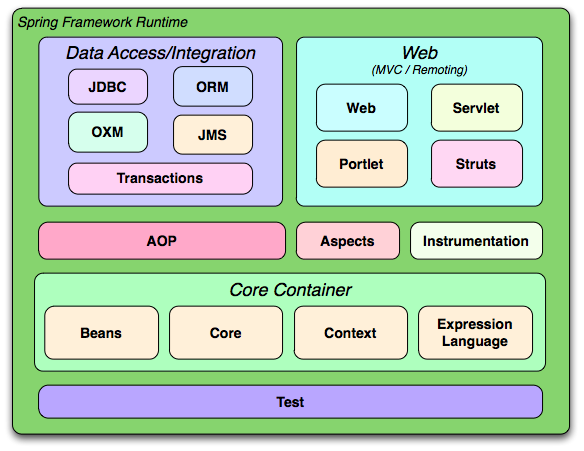 Spring Framework Runtime
Data Access/Integration
JDBC
ORM
OXM
JMS
Transactions
Web
(MVC / Remoting)
Web
Servlet
Portlet
Struts
AOP
Aspects
Instrumentation
Core Container
Beans
Core
Context
Expression
Language
Test